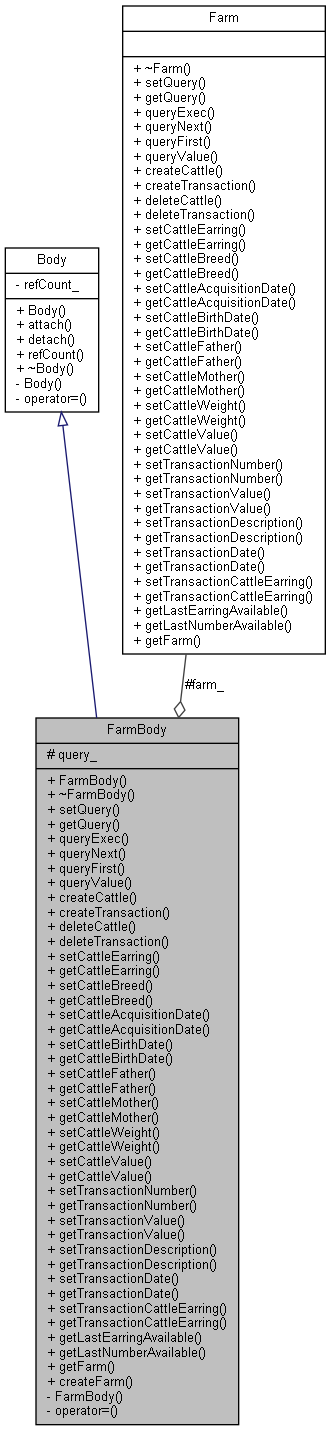 Farm
+ ~Farm()
+ setQuery()
+ getQuery()
+ queryExec()
+ queryNext()
+ queryFirst()
+ queryValue()
+ createCattle()
+ createTransaction()
+ deleteCattle()
+ deleteTransaction()
+ setCattleEarring()
+ getCattleEarring()
+ setCattleBreed()
+ getCattleBreed()
+ setCattleAcquisitionDate()
+ getCattleAcquisitionDate()
+ setCattleBirthDate()
+ getCattleBirthDate()
+ setCattleFather()
+ getCattleFather()
+ setCattleMother()
+ getCattleMother()
+ setCattleWeight()
+ getCattleWeight()
+ setCattleValue()
+ getCattleValue()
+ setTransactionNumber()
+ getTransactionNumber()
+ setTransactionValue()
+ getTransactionValue()
+ setTransactionDescription()
+ getTransactionDescription()
+ setTransactionDate()
+ getTransactionDate()
+ setTransactionCattleEarring()
+ getTransactionCattleEarring()
+ getLastEarringAvailable()
+ getLastNumberAvailable()
+ getFarm()
Body
- refCount_
+ Body()
+ attach()
+ detach()
+ refCount()
+ ~Body()
- Body()
- operator=()
#farm_
FarmBody
# query_
+ FarmBody()
+ ~FarmBody()
+ setQuery()
+ getQuery()
+ queryExec()
+ queryNext()
+ queryFirst()
+ queryValue()
+ createCattle()
+ createTransaction()
+ deleteCattle()
+ deleteTransaction()
+ setCattleEarring()
+ getCattleEarring()
+ setCattleBreed()
+ getCattleBreed()
+ setCattleAcquisitionDate()
+ getCattleAcquisitionDate()
+ setCattleBirthDate()
+ getCattleBirthDate()
+ setCattleFather()
+ getCattleFather()
+ setCattleMother()
+ getCattleMother()
+ setCattleWeight()
+ getCattleWeight()
+ setCattleValue()
+ getCattleValue()
+ setTransactionNumber()
+ getTransactionNumber()
+ setTransactionValue()
+ getTransactionValue()
+ setTransactionDescription()
+ getTransactionDescription()
+ setTransactionDate()
+ getTransactionDate()
+ setTransactionCattleEarring()
+ getTransactionCattleEarring()
+ getLastEarringAvailable()
+ getLastNumberAvailable()
+ getFarm()
+ createFarm()
- FarmBody()
- operator=()